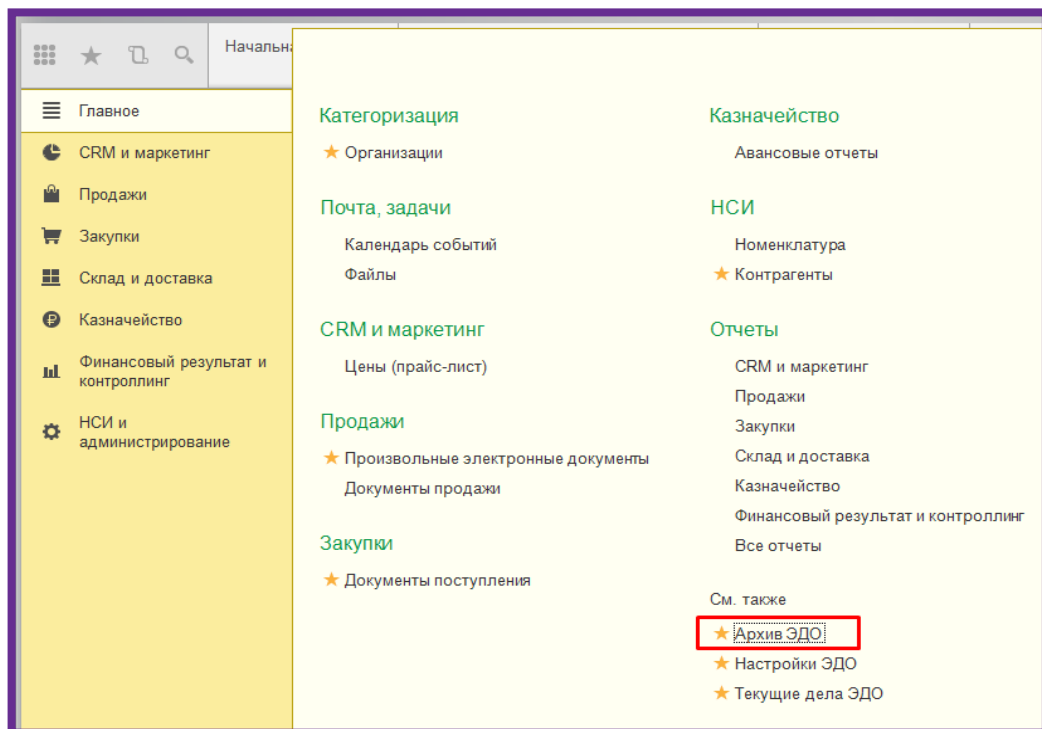 Начальна
Главное
CRM и маркетинг
Продажи
Закупки
Склад и доставка
Казначейство
Финансовый результат и
контроллинг
НСИ и
администрирование
Категоризация
Организации
Почта, задачи
Календарь событий
Файлы
CRM и маркетинг
Цены (прайс-лист)
Продажи
Произвольные электронные документы
Документы продажи
Закупки
Документы поступления
Казначейство
Авансовые отчеты
НСИ
Номенклатура
Контрагенты
Отчеты
CRM и маркетинг
Продажи
Закупки
Склад и доставка
Казначейство
Финансовый результат и контроллинг
Все отчеты
См. также
Архив ЭДО
Настройки ЭДО
Текущие дела ЭДО